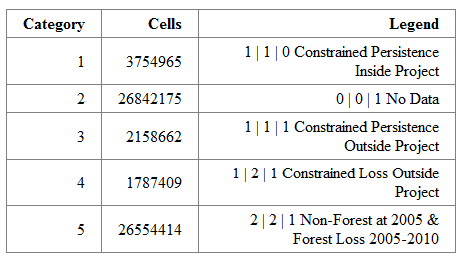 Category Cells Legend
1 3754965 1 | 1 | 0 Constrained Persistence
Inside Project
2 26842175 0 | 0 | 1 No Data
3 2158662 1 | 1 | 1 Constrained Persistence
Outside Project
4 1787409 1 | 2 | 1 Constrained Loss Outside
Project
5 26554414 2 | 2 | 1 Non-Forest at 2005 &
Forest Loss 2005-2010